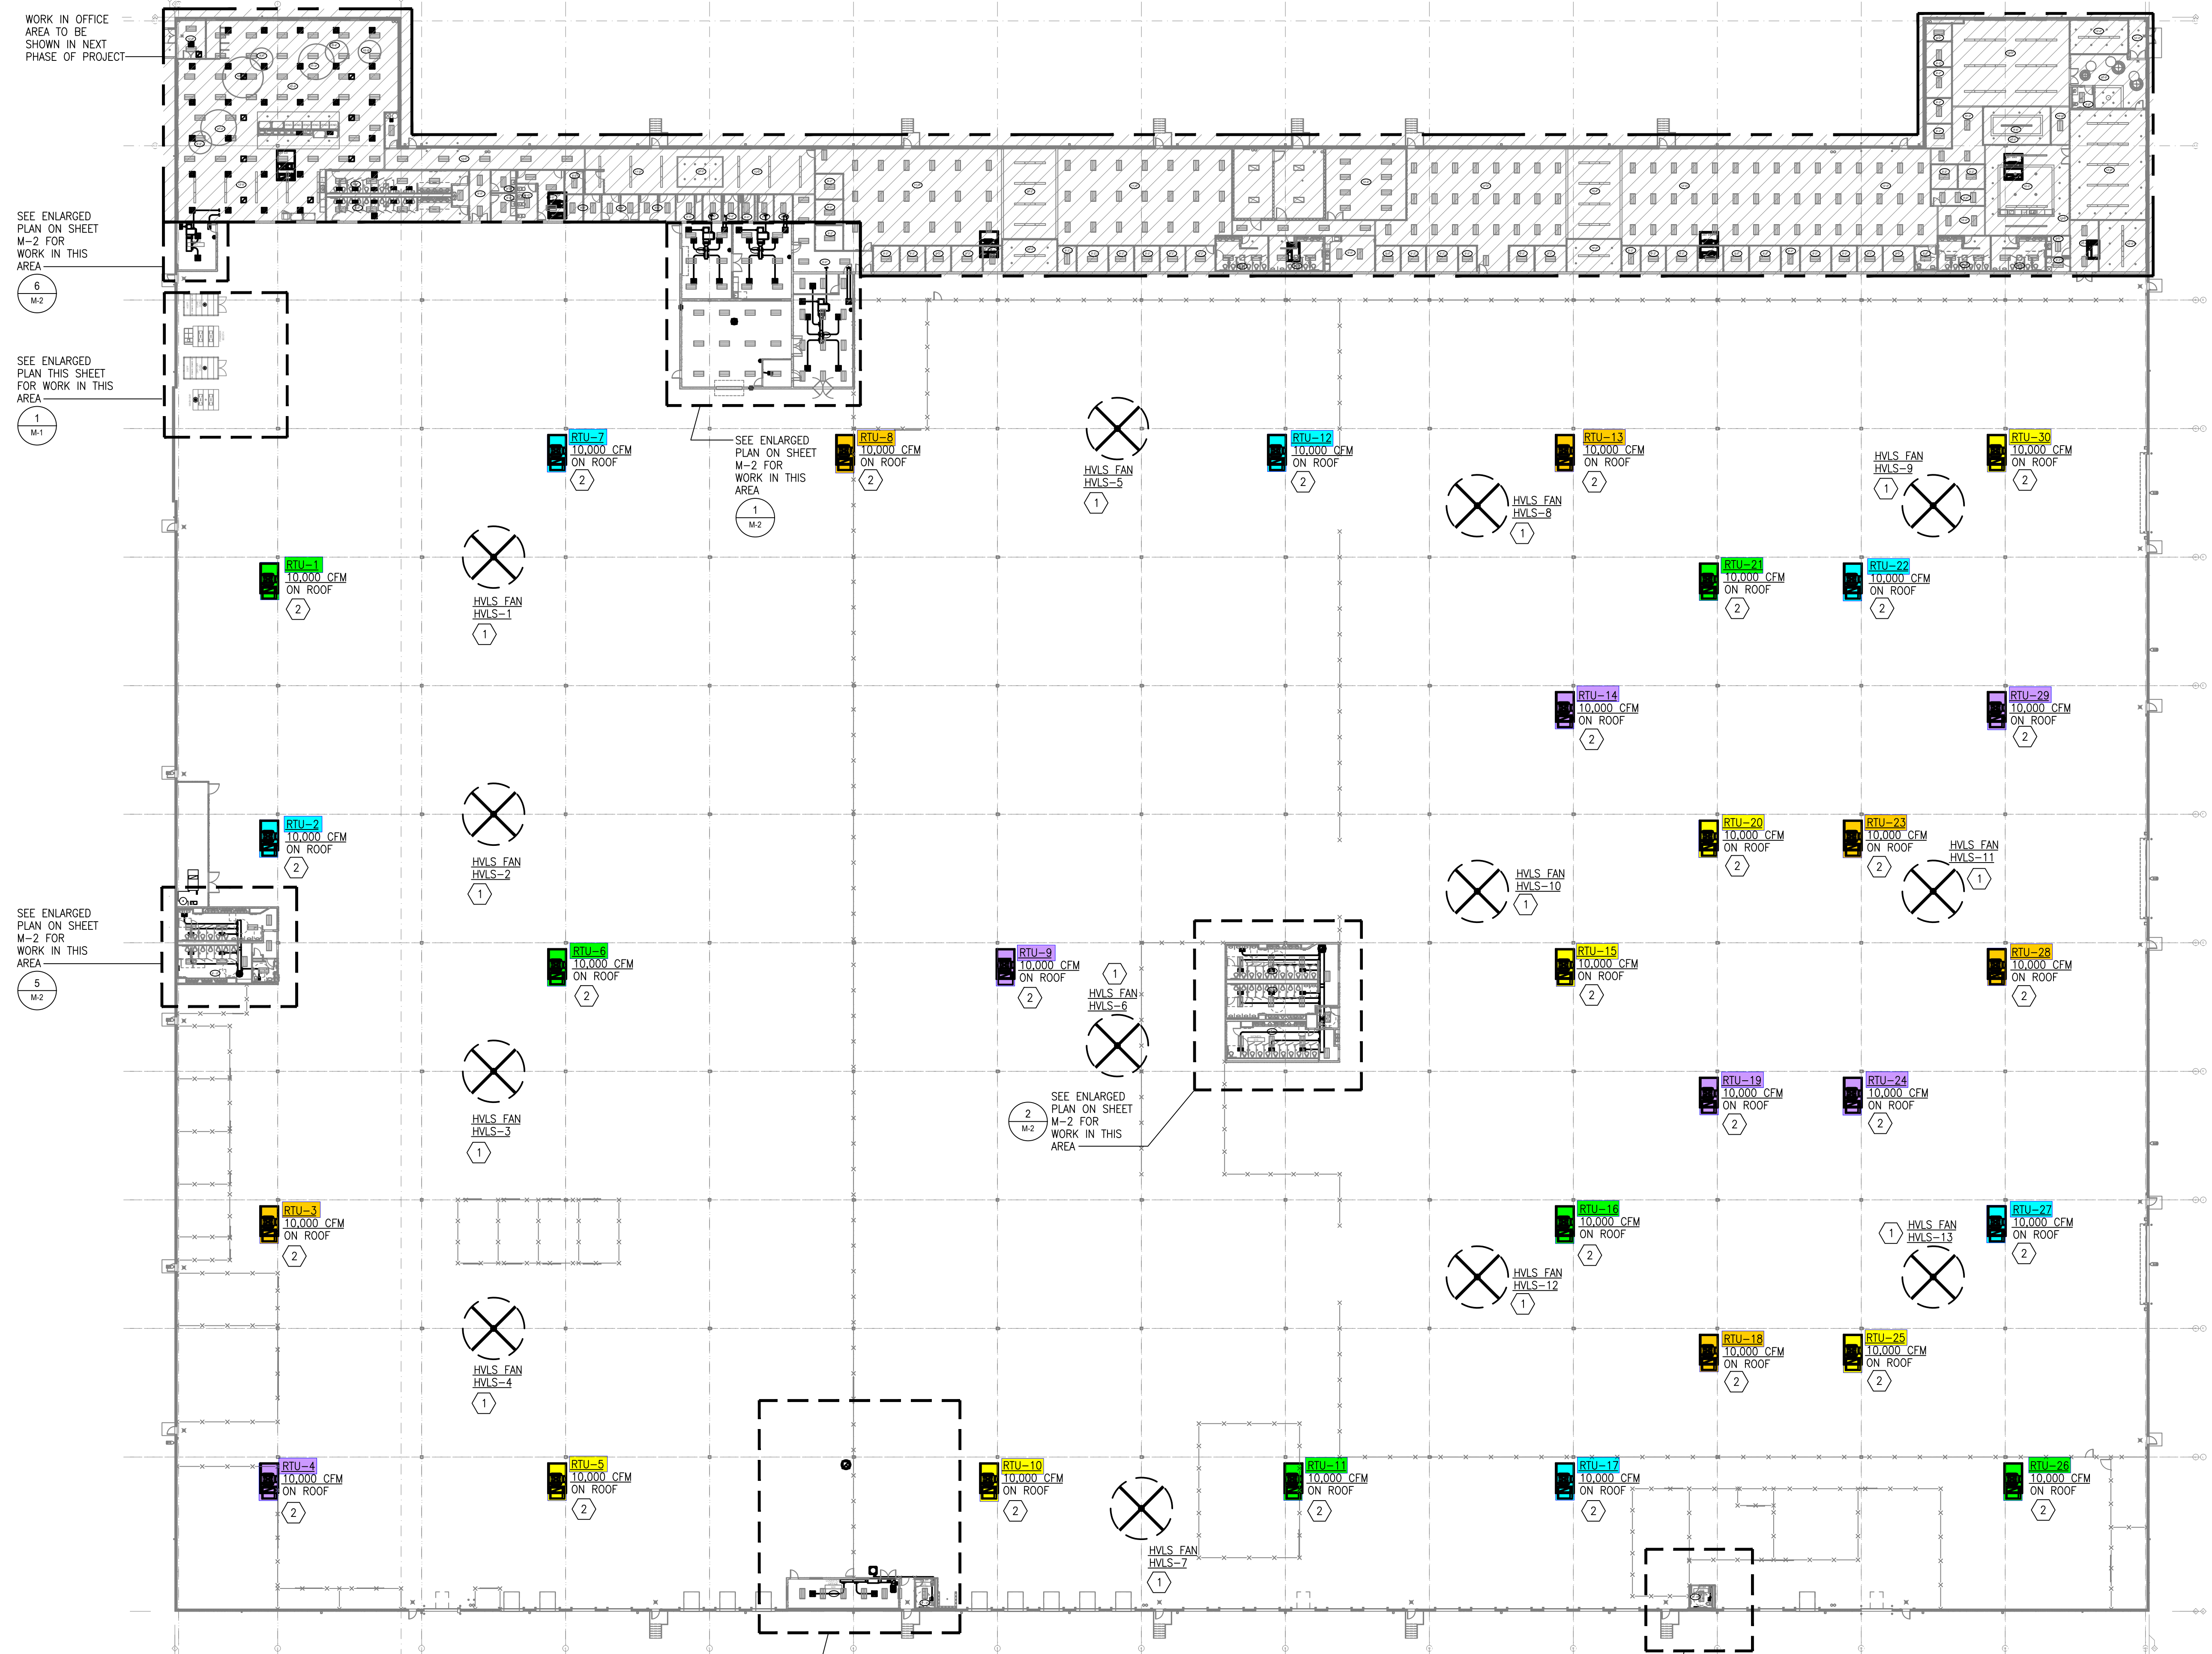 WORK IN OFFICE
AREA TO BE
SHOWN IN NEXT
PHASE OF PROJECT
SEE ENLARGED
PLAN ON SHEET
M-2 FOR
WORK IN THIS
AREA
6
M-2
SEE ENLARGED
PLAN THIS SHEET
FOR WORK IN THIS
AREA
1
M-1
RTU-7
10,000 CFM
ON ROOF
2
SEE ENLARGED
PLAN ON SHEET
M-2 FOR
WORK IN THIS
AREA
1
M-2
RTU-8
10,000 CFM
ON ROOF
2
HVLS FAN
HVLS-5
1
RTU-12
10,000 CFM
ON ROOF
2
HVLS FAN
HVLS-8
1
RTU-13
10,000 CFM
ON ROOF
2
HVLS FAN
HVLS-9
1
RTU-30
10,000 CFM
ON ROOF
2
RTU-1
10,000 CFM
ON ROOF
2
HVLS FAN
HVLS-1
1
RTU-21
10,000 CFM
ON ROOF
2
RTU-22
10,000 CFM
ON ROOF
2
RTU-14
10,000 CFM
ON ROOF
2
RTU-29
10,000 CFM
ON ROOF
2
RTU-2
10,000 CFM
ON ROOF
2
HVLS FAN
HVLS-2
1
RTU-20
10,000 CFM
ON ROOF
2
RTU-23
10,000 CFM
ON ROOF
2
HVLS FAN
HVLS-11
1
HVLS FAN
HVLS-10
1
SEE ENLARGED
PLAN ON SHEET
M-2 FOR
WORK IN THIS
AREA
5
M-2
RTU-6
10,000 CFM
ON ROOF
2
RTU-9
10,000 CFM
ON ROOF
2
1
HVLS FAN
HVLS-6
RTU-15
10,000 CFM
ON ROOF
2
RTU-28
10,000 CFM
ON ROOF
2
HVLS FAN
HVLS-3
1
2
M-2
SEE ENLARGED
PLAN ON SHEET
M-2 FOR
WORK IN THIS
AREA
RTU-19
10,000 CFM
ON ROOF
2
RTU-24
10,000 CFM
ON ROOF
2
RTU-3
10,000 CFM
ON ROOF
2
RTU-16
10,000 CFM
ON ROOF
2
1
HVLS FAN
HVLS-13
RTU-27
10,000 CFM
ON ROOF
2
HVLS FAN
HVLS-12
1
HVLS FAN
HVLS-4
1
RTU-18
10,000 CFM
ON ROOF
2
RTU-25
10,000 CFM
ON ROOF
2
RTU-4
10,000 CFM
ON ROOF
2
RTU-5
10,000 CFM
ON ROOF
2
RTU-10
10,000 CFM
ON ROOF
2
HVLS FAN
HVLS-7
1
RTU-11
10,000 CFM
ON ROOF
2
RTU-17
10,000 CFM
ON ROOF
2
RTU-26
10,000 CFM
ON ROOF
2